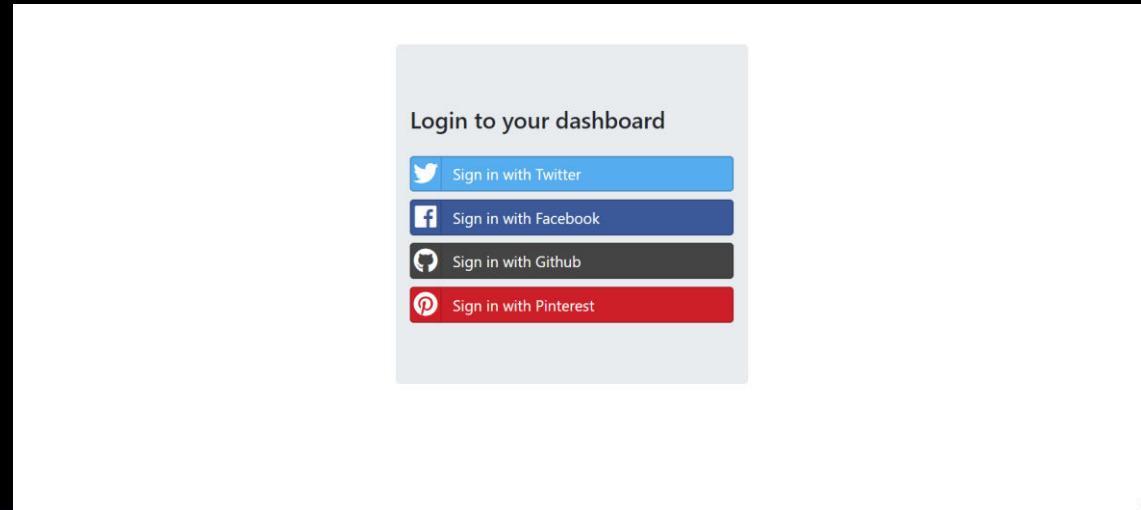 Login to your dashboard
Sign in with Twitter
Sign in with Facebook
Sign in with Github
Sign in with Pinterest